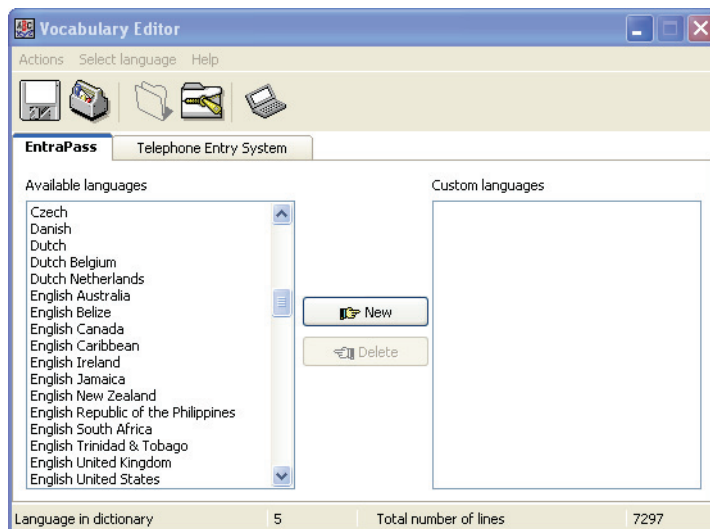 Vocabulary Editor
Actions Select language Help
EntraPass Telephone Entry System
Available languages
Custom languages
Czech
Danish
Dutch
Dutch Belgium
Dutch Netherlands
English Australia
English Belize
English Canada
English Caribbean
English Ireland
English Jamaica
English New Zealand
English Republic of the Philippines
English South Africa
English Trinidad & Tobago
English United Kingdom
English United States
New
Delete
Language in dictionary 5 Total number of lines 7297